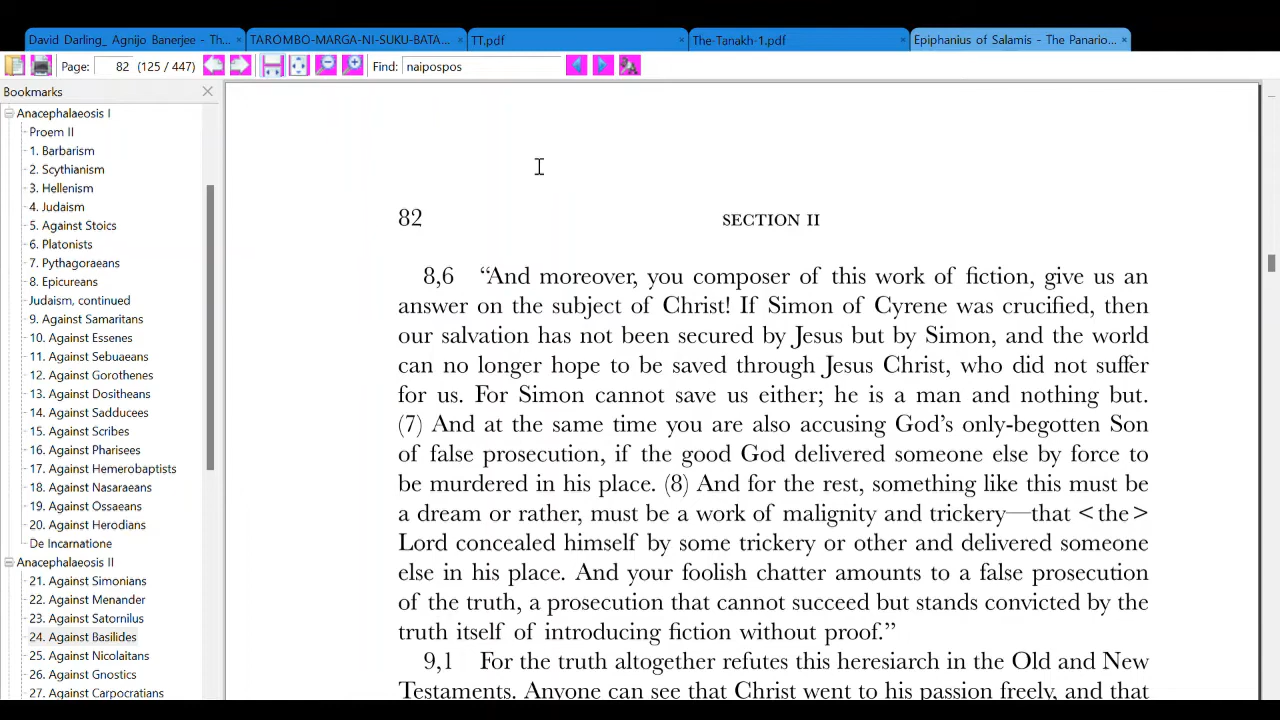 David Darling_ Agnijo Banerjee - Th... × TAROMBO-MARGA-NI-SUKU-BATA... × TT.pdf × The-Tanakh-1.pdf × Epiphanius of Salamis - The Panario... ×
Page: 82 (125 / 447) Find: naipospos
Bookmarks
Anacephalaeosis I
Proem II
1. Barbarism
2. Scythianism
3. Hellenism
4. Judaism
5. Against Stoics
6. Platonists
7. Pythagoraeans
8. Epicureans
Judaism, continued
9. Against Samaritans
10. Against Essenes
11. Against Sebuaeans
12. Against Gorothenes
13. Against Dositheans
14. Against Sadducees
15. Against Scribes
16. Against Pharisees
17. Against Hemerobaptists
18. Against Nasaraeans
19. Against Ossaeans
20. Against Herodians
De Incarnatione
Anacephalaeosis II
21. Against Simonians
22. Against Menander
23. Against Satornilus
24. Against Basilides
25. Against Nicolaitans
26. Against Gnostics
27. Against Carpocratians
82 SECTION II
8,6 “And moreover, you composer of this work of fiction, give us an
answer on the subject of Christ! If Simon of Cyrene was crucified, then
our salvation has not been secured by Jesus but by Simon, and the world
can no longer hope to be saved through Jesus Christ, who did not suffer
for us. For Simon cannot save us either; he is a man and nothing but.
(7) And at the same time you are also accusing God’s only-begotten Son
of false prosecution, if the good God delivered someone else by force to
be murdered in his place. (8) And for the rest, something like this must be
a dream or rather, must be a work of malignity and trickery—that <the>
Lord concealed himself by some trickery or other and delivered someone
else in his place. And your foolish chatter amounts to a false prosecution
of the truth, a prosecution that cannot succeed but stands convicted by the
truth itself of introducing fiction without proof.”
9,1 For the truth altogether refutes this heresiarch in the Old and New
Testaments. Anyone can see that Christ went to his passion freely, and that